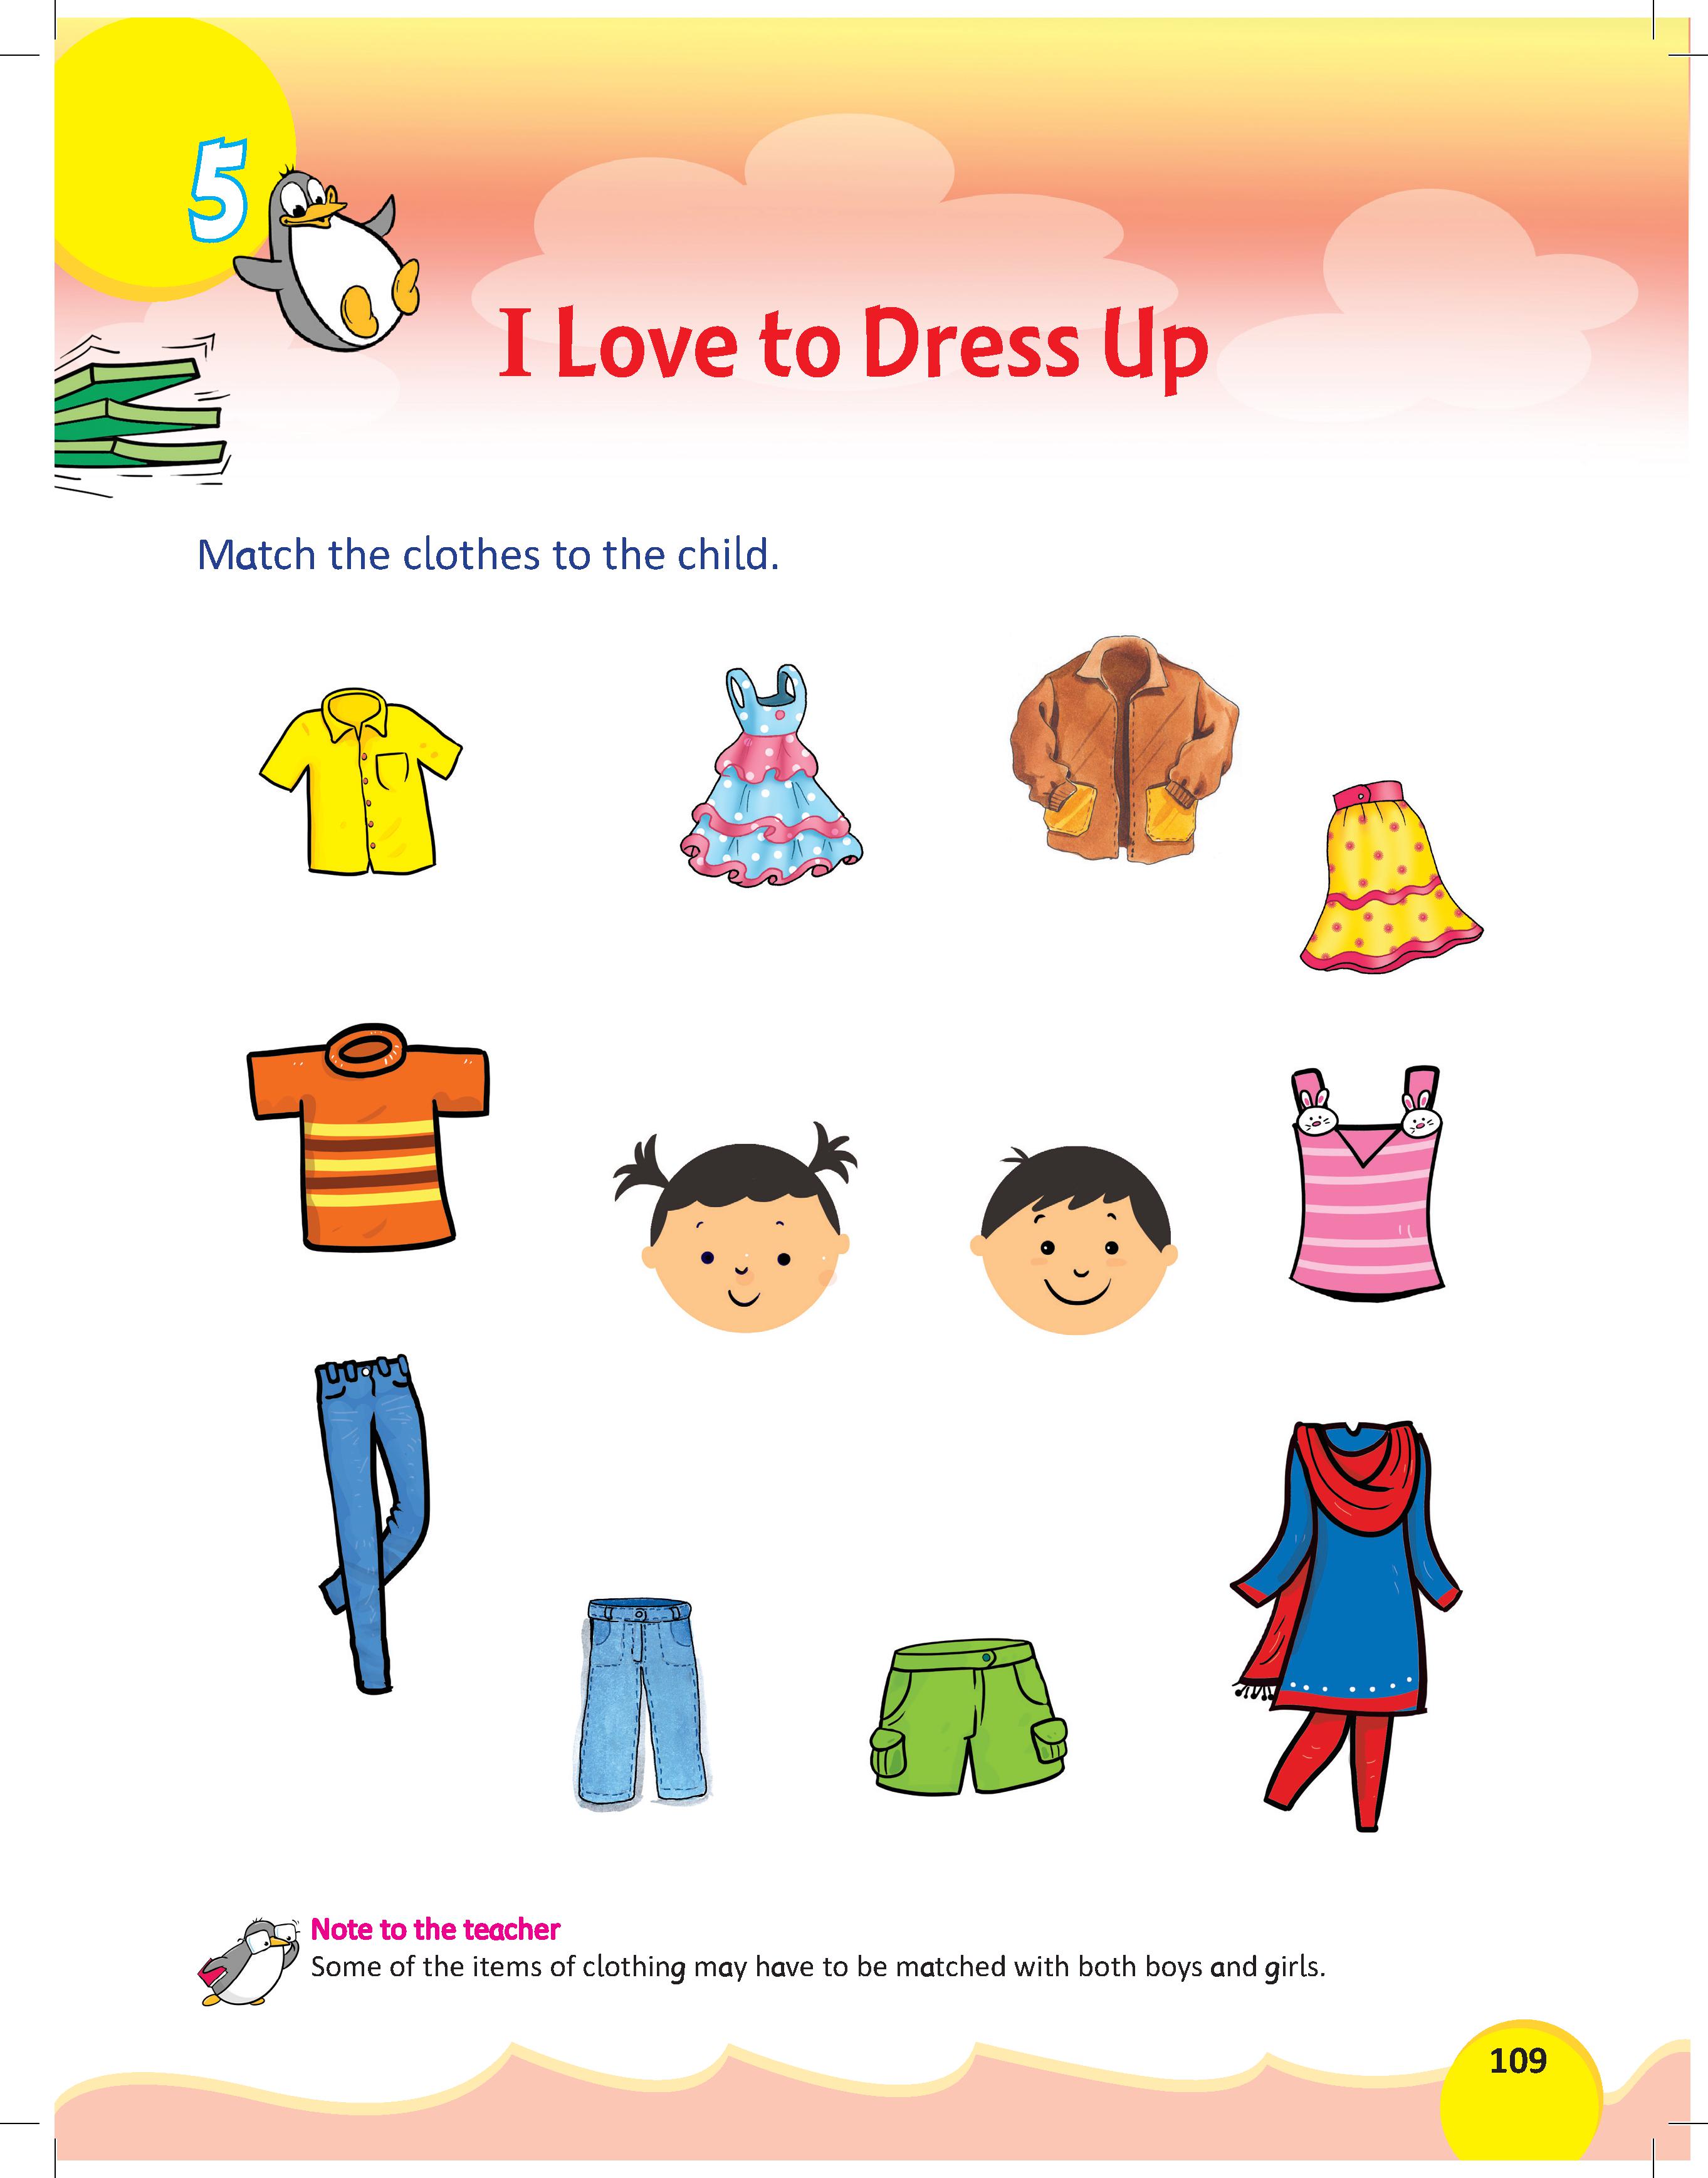 5
I Love to Dress Up
Match the clothes to the child.
Note to the teacher
Some of the items of clothing may have to be matched with both boys and girls.
109